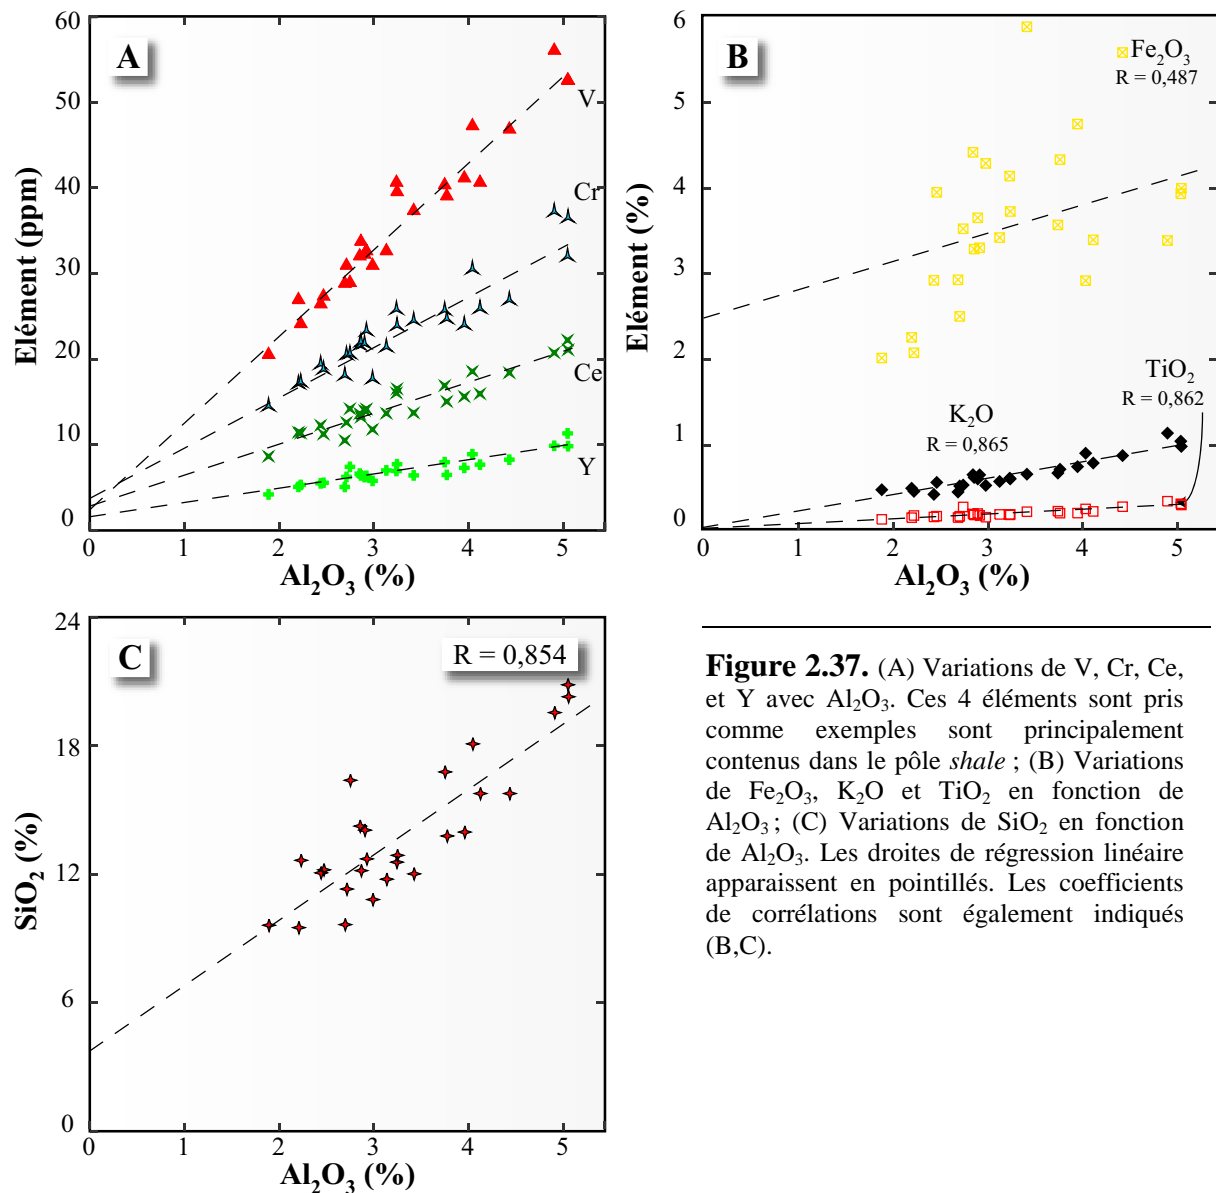 A
60
50
40
30
20
10
0
Elément (ppm)
V
Cr
Ce
Y
0 1 2 3 4 5
Al₂O₃ (%)
B
6%
5
4
3
2
1
0
Elément (%)
Fe₂O₃
R = 0,487
TiO₂
R = 0,862
K₂O
R = 0,865
0 1 2 3 4 5
Al₂O₃ (%)
C
R = 0,854
24
18
12
6
0
SiO₂ (%)
0 1 2 3 4 5
Al₂O₃ (%)
Figure 2.37. (A) Variations de V, Cr, Ce,
et Y avec Al₂O₃. Ces 4 éléments sont pris
comme exemples sont principalement
contenus dans le pôle shale ; (B) Variations
de Fe₂O₃, K₂O et TiO₂ en fonction de
Al₂O₃ ; (C) Variations de SiO₂ en fonction
de Al₂O₃. Les droites de régression linéaire
apparaissent en pointillés. Les coefficients
de corrélations sont également indiqués
(B,C).